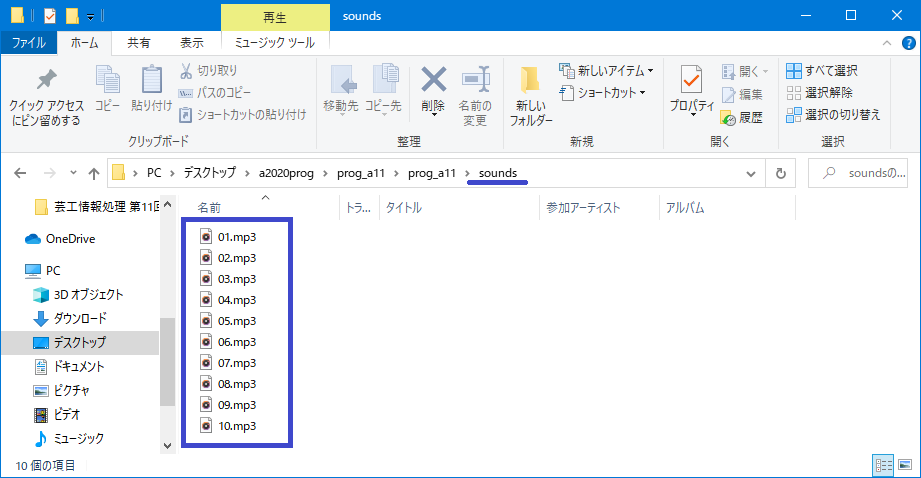 再生
sounds
ファイル
ホーム
共有
表示
ミュージック ツール
クイック アクセス
にピン留めする
コピー
貼り付け
切り取り
パスのコピー
ショートカットの貼り付け
クリップボード
移動先
コピー先
削除
名前の
変更
整理
新しい
フォルダー
新しいアイテム
ショートカット
新規
プロパティ
開く
編集
履歴
開く
すべて選択
選択解除
選択の切り替え
選択
PC > デスクトップ > a2020prog > prog_a11 > prog_a11 > sounds
soundsの...
芸工情報処理 第11回
OneDrive
PC
3D オブジェクト
ダウンロード
デスクトップ
ドキュメント
ピクチャ
ビデオ
ミュージック
名前
トラ...
タイトル
参加アーティスト
アルバム
01.mp3
02.mp3
03.mp3
04.mp3
05.mp3
06.mp3
07.mp3
08.mp3
09.mp3
10.mp3
10 個の項目